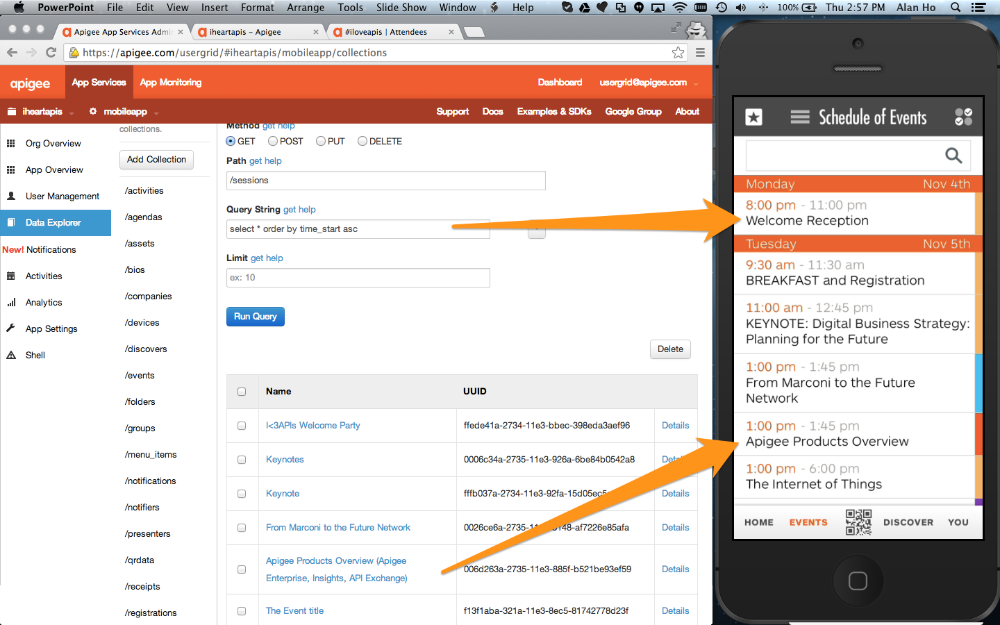 PowerPoint File Edit View Insert Format Arrange Tools Slide Show Window Help 100% Thu 2:57 PM Alan Ho
Apigee App Services Admi
iheartapis – Apigee
#iloveapis | Attendees
https://apigee.com/usergrid/#iheartapis/mobileapp/collections
apigee App Services App Monitoring Dashboard usergrid@apigee.com
iheartapis mobileapp Support Docs Examples & SDKs Google Group About
Org Overview
App Overview
User Management
Data Explorer
New! Notifications
Activities
Analytics
App Settings
Shell
collections.
Add Collection
/activities
/agendas
/assets
/bios
/companies
/devices
/discovers
/events
/folders
/groups
/menu_items
/notifications
/notifiers
/presenters
/qrdata
/receipts
/registrations
Method get help
GET POST PUT DELETE
Path get help
/sessions
Query String get help
select * order by time_start asc
Limit get help
ex: 10
Run Query
Delete
Name UUID
I<3APIs Welcome Party ffede41a-2734-11e3-bbec-398eda3aef96 Details
Keynotes 0006c34a-2735-11e3-926a-6be84b0542a8
Keynote fffb037a-2734-11e3-92fa-15d05ec5 Details
From Marconi to the Future Network 0026ce6a-2735-11 148-af7226e85afa Details
Apigee Products Overview (Apigee
Enterprise, Insights, API Exchange) 006d263a-2735-11e3-885f-b521be93ef59 Details
The Event title f13f1aba-321a-11e3-8ec5-81742778d23f Details
Schedule of Events
Monday Nov 4th
8:00 pm - 11:00 pm
Welcome Reception
Tuesday Nov 5th
9:30 am - 11:30 am
BREAKFAST and Registration
11:00 am - 12:45 pm
KEYNOTE: Digital Business Strategy:
Planning for the Future
1:00 pm - 1:45 pm
From Marconi to the Future
Network
1:00 pm - 1:45 pm
Apigee Products Overview
1:00 pm - 6:00 pm
The Internet of Things
HOME EVENTS DISCOVER YOU